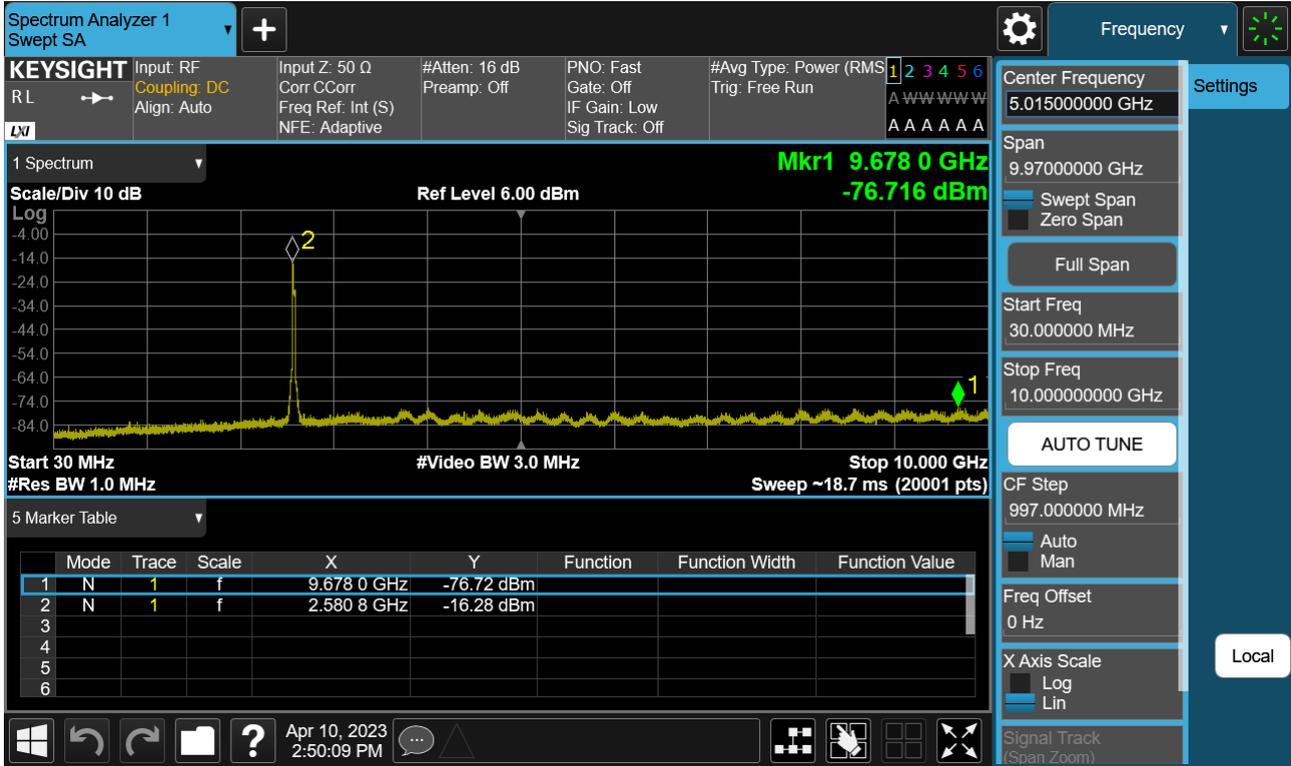 Spectrum Analyzer 1
Swept SA
+
Frequency
KEYSIGHT
R L
LXI
Input: RF
Coupling: DC
Align: Auto
Input Z: 50 Ω
Corr CCorr
Freq Ref: Int (S)
NFE: Adaptive
#Atten: 16 dB
Preamp: Off
PNO: Fast
Gate: Off
IF Gain: Low
Sig Track: Off
#Avg Type: Power (RMS
Trig: Free Run
1 2 3 4 5 6
A W W W W W
A A A A A A
1 Spectrum
Scale/Div 10 dB
Ref Level 6.00 dBm
Mkr1 9.678 0 GHz
-76.716 dBm
Log
-4.00
-14.0
-24.0
-34.0
-44.0
-54.0
-64.0
-74.0
-84.0
2
1
Start 30 MHz
#Video BW 3.0 MHz
Stop 10.000 GHz
#Res BW 1.0 MHz
Sweep ~18.7 ms (20001 pts)
5 Marker Table
Mode Trace Scale X Y Function Function Width Function Value
1 N 1 f 9.678 0 GHz -76.72 dBm
2 N 1 f 2.580 8 GHz -16.28 dBm
3
4
5
6
Apr 10, 2023
2:50:09 PM
?
Center Frequency
5.015000000 GHz
Span
9.97000000 GHz
Swept Span
Zero Span
Full Span
Start Freq
30.000000 MHz
Stop Freq
10.000000000 GHz
AUTO TUNE
CF Step
997.000000 MHz
Auto
Man
Freq Offset
0 Hz
X Axis Scale
Log
Lin
Signal Track
(Span Zoom)
Settings
Local